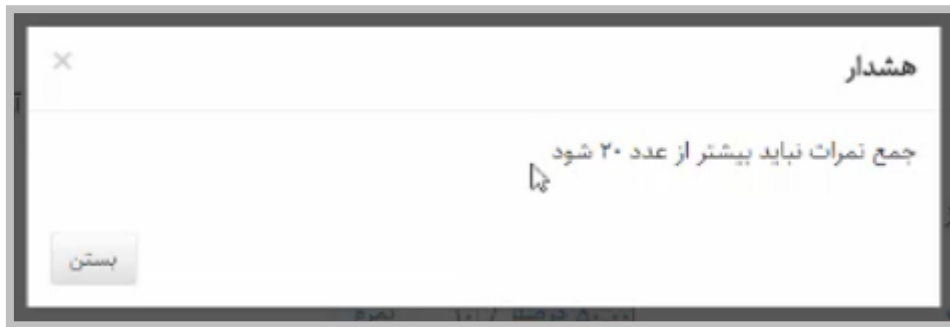 هشدار
×
جمع نمرات نباید بیشتر از عدد ۲۰ شود
بستن